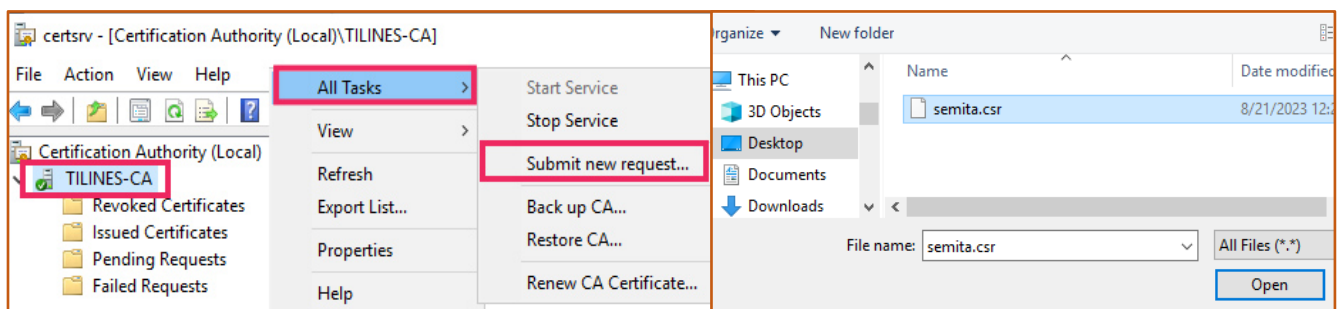 certsrv - [Certification Authority (Local)\TILINES-CA]
File Action View Help
Certification Authority (Local)
TILINES-CA
Revoked Certificates
Issued Certificates
Pending Requests
Failed Requests
All Tasks
View
Refresh
Export List...
Properties
Help
Start Service
Stop Service
Submit new request...
Back up CA...
Restore CA...
Renew CA Certificate...
rganize New folder
This PC
3D Objects
Desktop
Documents
Downloads
Name Date modified
semita.csr 8/21/2023 12:2
File name: semita.csr All Files (*.*)
Open